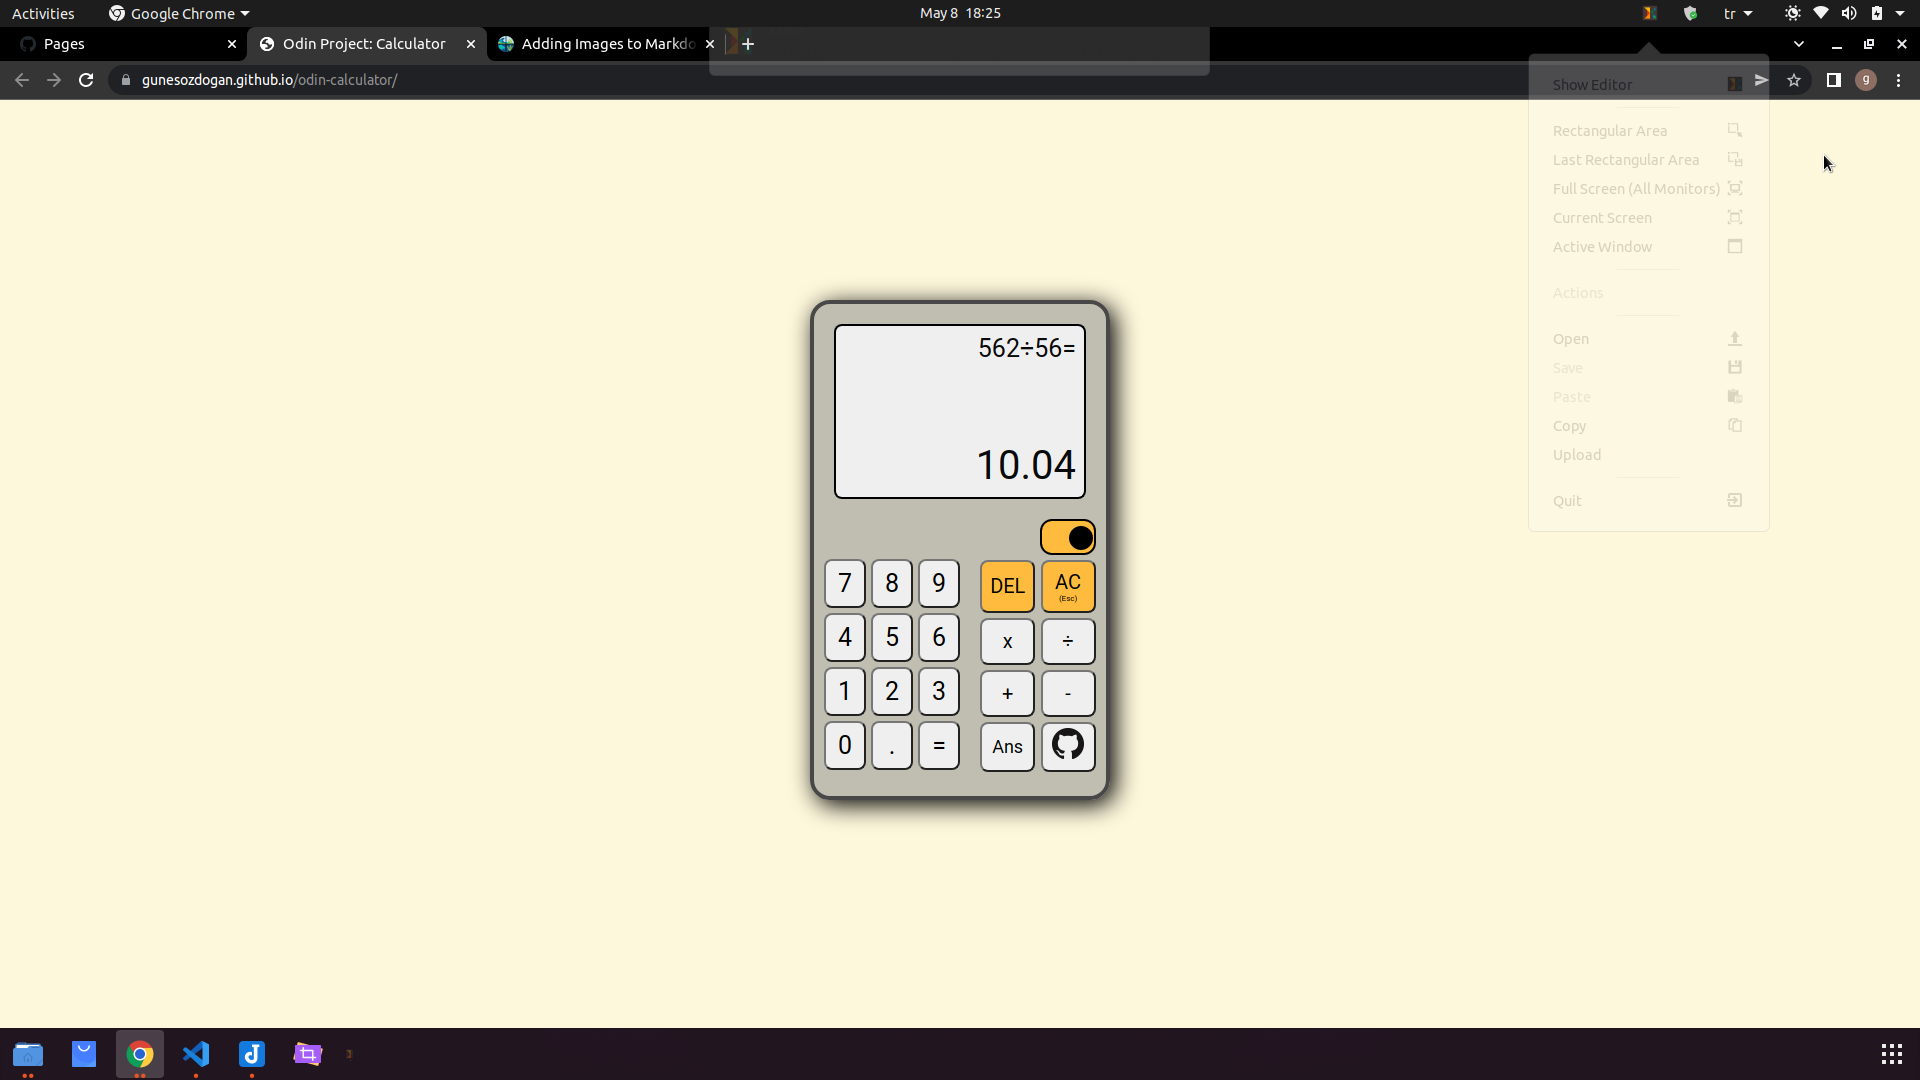 Activities
Google Chrome
May 8 18:25
tr
Pages
Odin Project: Calculator
Adding Images to Markdo
gunesozdogan.github.io/odin-calculator/
g
Show Editor
Rectangular Area
Last Rectangular Area
Full Screen (All Monitors)
Current Screen
Active Window
Actions
Open
Save
Paste
Copy
Upload
Quit
562÷56=
10.04
7 8 9 DEL AC
(Esc)
4 5 6 x ÷
1 2 3 + -
0 . = Ans